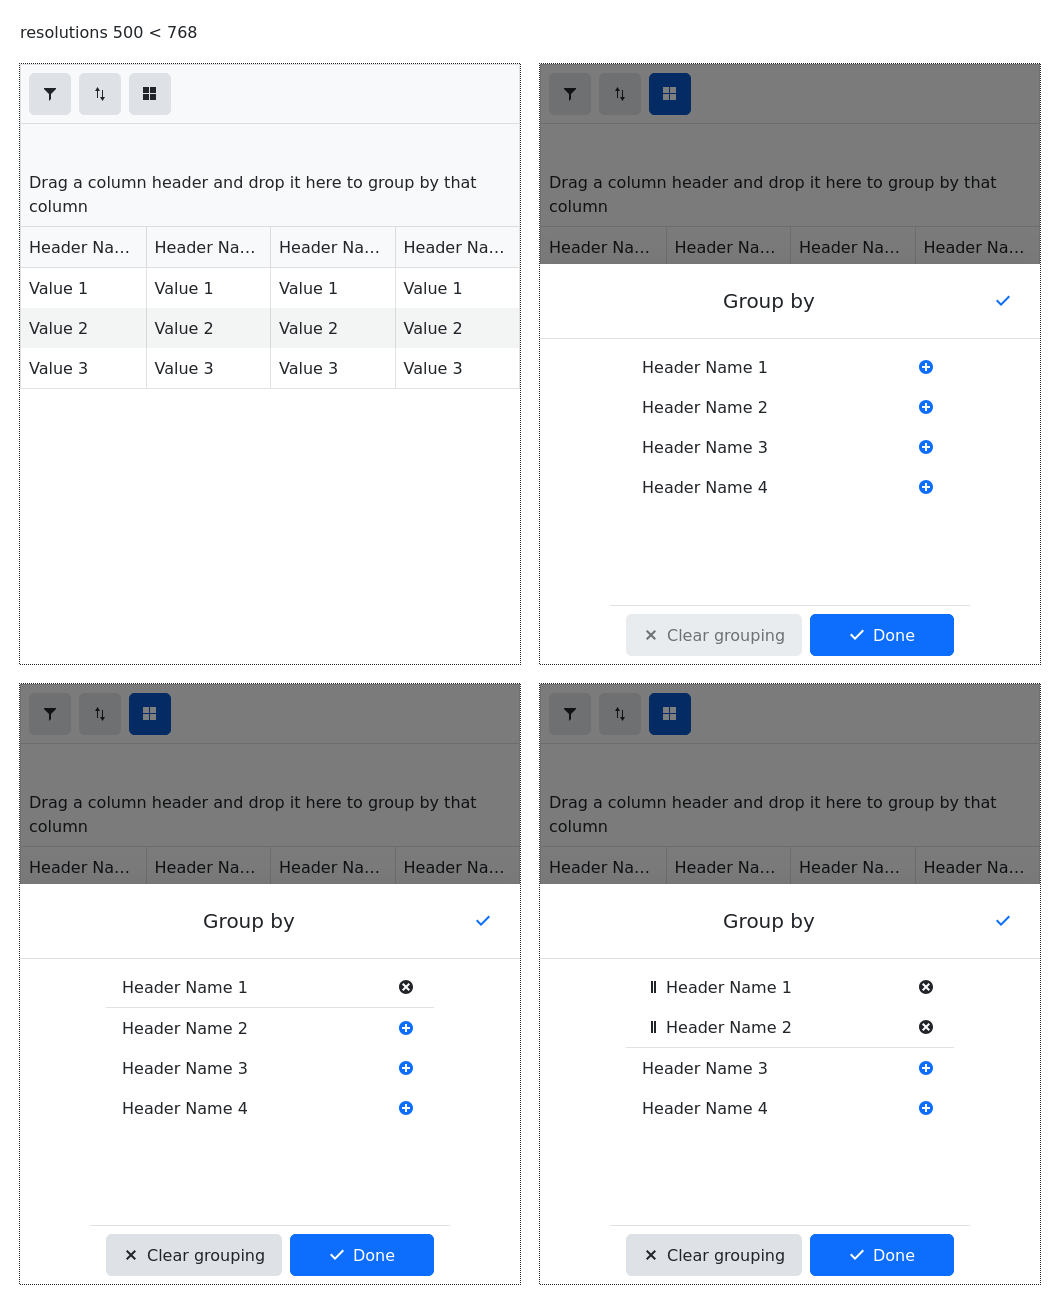 resolutions 500 < 768
Drag a column header and drop it here to group by that
column
Header Na… Header Na… Header Na… Header Na…
Value 1 Value 1 Value 1 Value 1
Value 2 Value 2 Value 2 Value 2
Value 3 Value 3 Value 3 Value 3
Drag a column header and drop it here to group by that
column
Header Na… Header Na… Header Na… Header Na…
Group by
Header Name 1
Header Name 2
Header Name 3
Header Name 4
Clear grouping Done
Drag a column header and drop it here to group by that
column
Header Na… Header Na… Header Na… Header Na…
Group by
Header Name 1
Header Name 2
Header Name 3
Header Name 4
Clear grouping Done
Drag a column header and drop it here to group by that
column
Header Na… Header Na… Header Na… Header Na…
Group by
Header Name 1
Header Name 2
Header Name 3
Header Name 4
Clear grouping Done